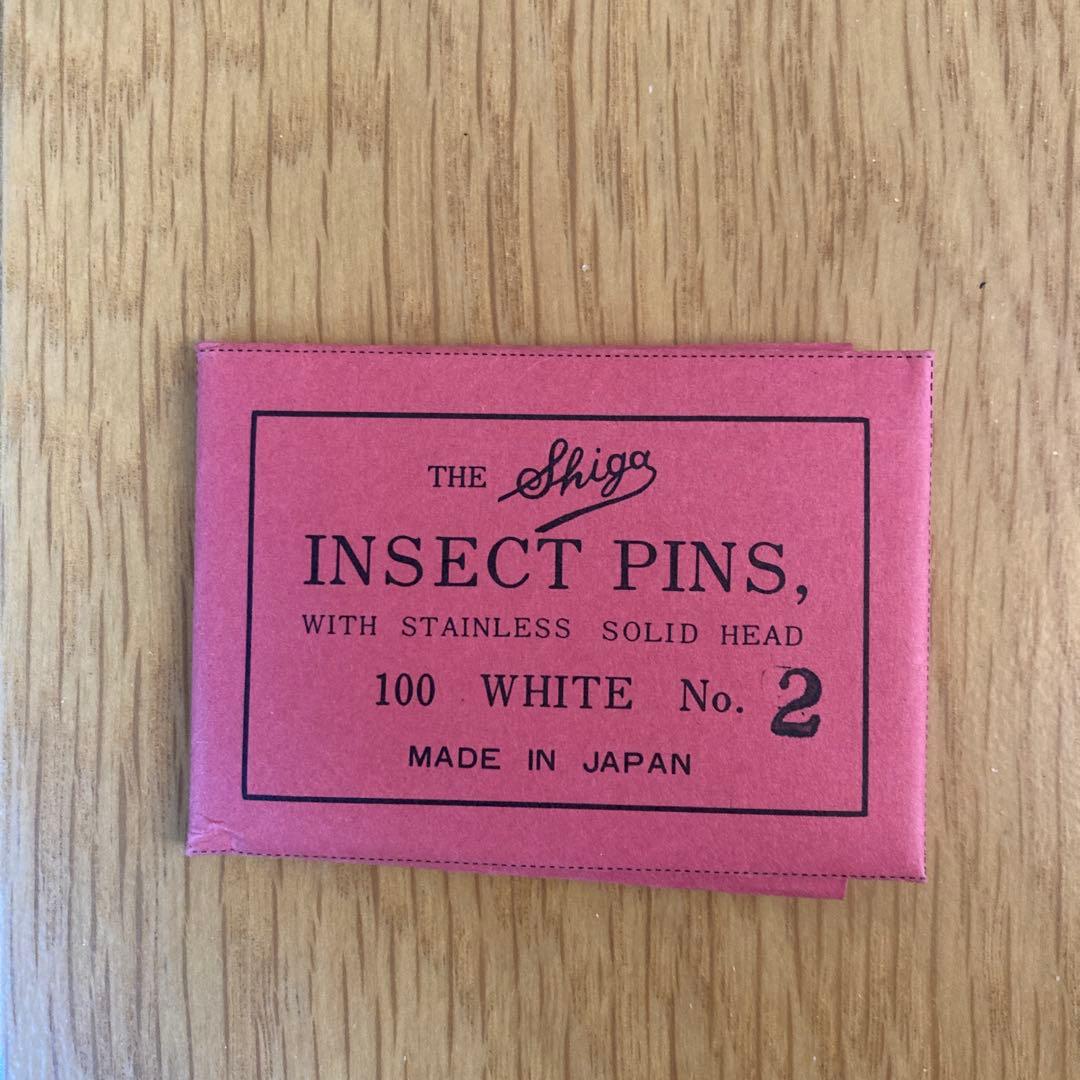 THE Shiga
INSECT PINS,
WITH STAINLESS SOLID HEAD
100 WHITE No. 2
MADE IN JAPAN